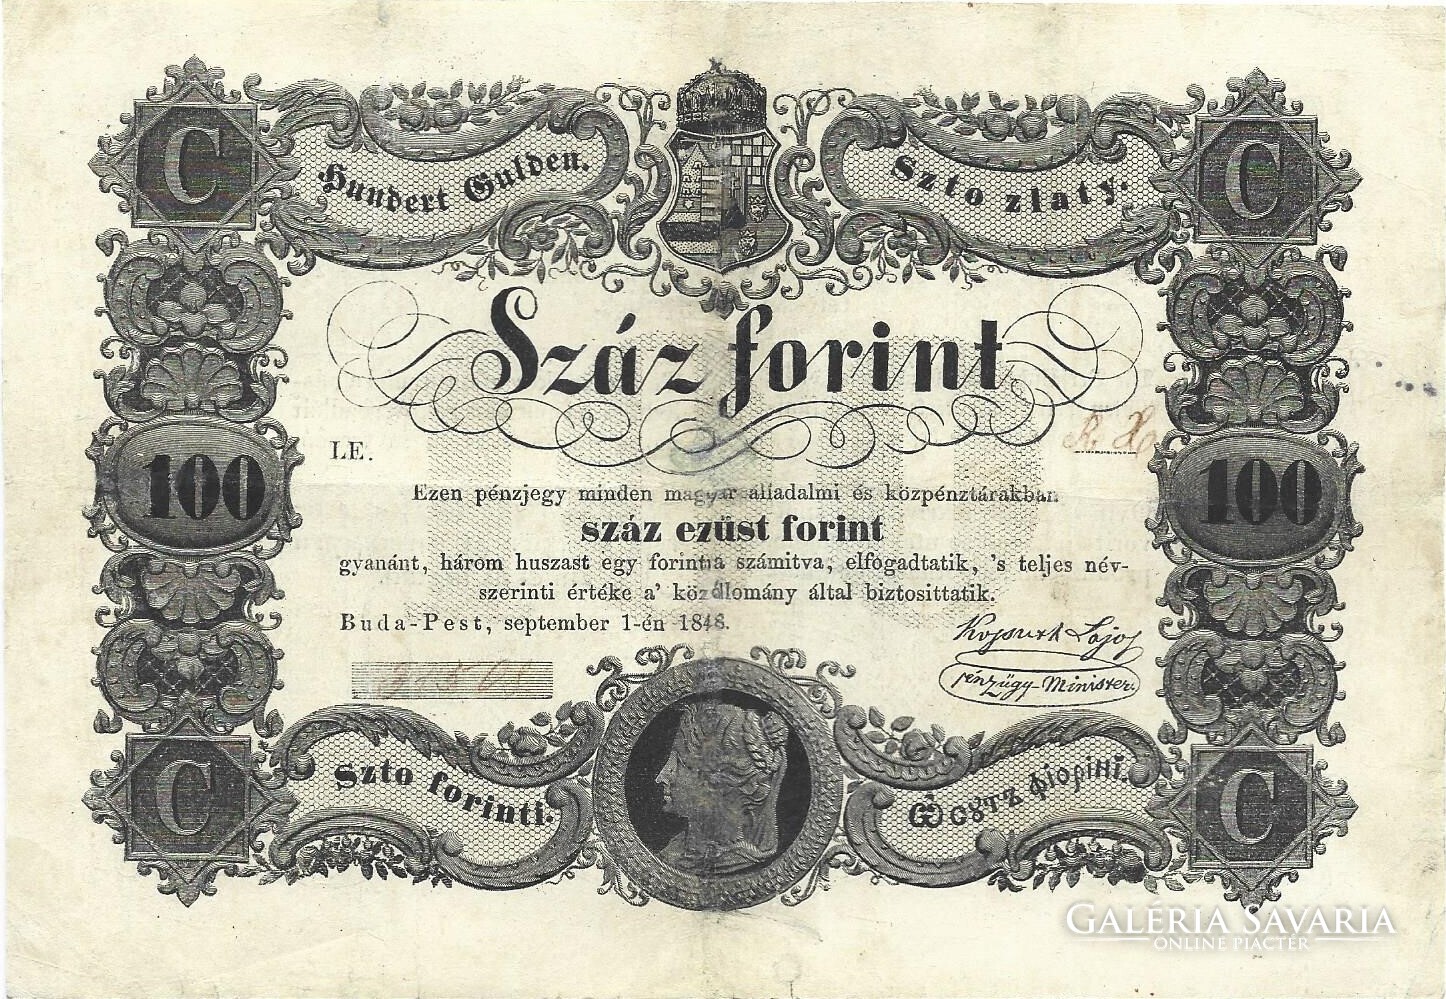 C
Hundert Gulden.
Szto zlaty.
C
Száz forint
LE.
100
100
Ezen pénzjegy minden magyar álladalmi és közpénztárakban
száz ezüst forint
gyanánt, három huszast egy forintra számitva, elfogadtatik, 's teljes név-
szerinti értéke a' közálomány által biztosittatik.
Buda-Pest, september 1-én 1848.
Kossuth Lajos
pénzügy-Minister.
C
Szto forinti.
C
GALÉRIA SAVARIA
ONLINE PIACTÉR